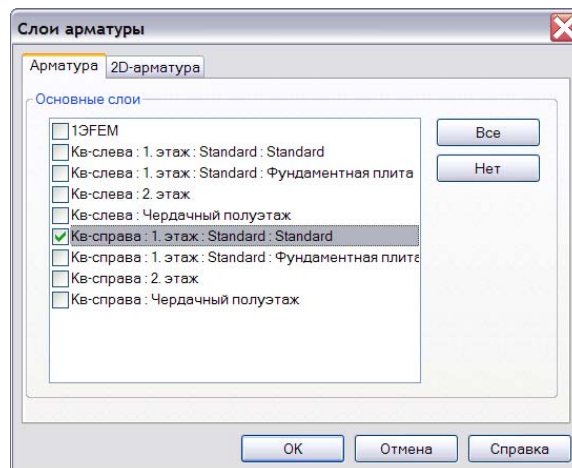 Слои арматуры
Арматура 2D-арматура
Основные слои
1ЭFEM
Кв-слева : 1. этаж : Standard : Standard
Кв-слева : 1. этаж : Standard : Фундаментная плита
Кв-слева : 2. этаж
Кв-слева : Чердачный полуэтаж
Кв-справа : 1. этаж : Standard : Standard
Кв-справа : 1. этаж : Standard : Фундаментная плите
Кв-справа : 2. этаж
Кв-справа : Чердачный полуэтаж
Все
Нет
OK Отмена Справка